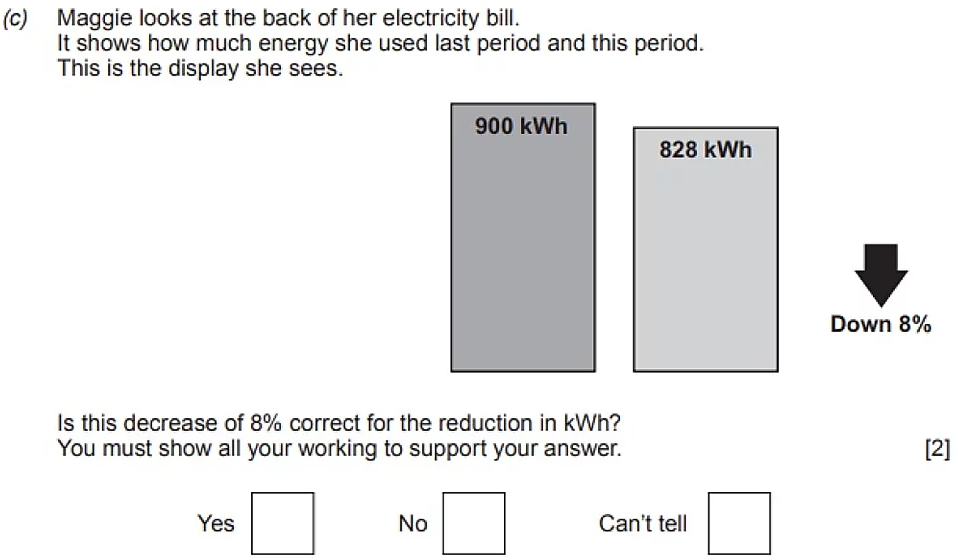 (c) Maggie looks at the back of her electricity bill.
It shows how much energy she used last period and this period.
This is the display she sees.
900 kWh
828 kWh
Down 8%
Is this decrease of 8% correct for the reduction in kWh?
You must show all your working to support your answer. [2]
Yes No Can't tell